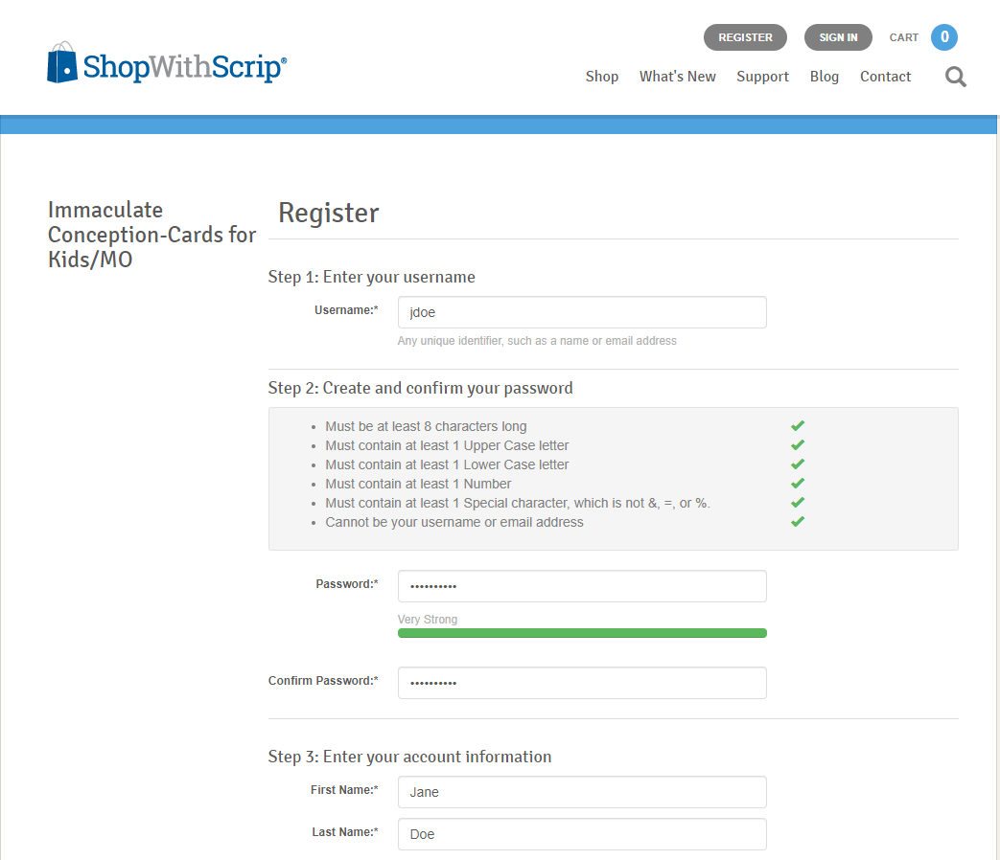 REGISTER SIGN IN CART 0
ShopWithScrip®
Shop What's New Support Blog Contact
Immaculate
Conception-Cards for
Kids/MO
Register
Step 1: Enter your username
Username:* jdoe
Any unique identifier, such as a name or email address
Step 2: Create and confirm your password
• Must be at least 8 characters long
• Must contain at least 1 Upper Case letter
• Must contain at least 1 Lower Case letter
• Must contain at least 1 Number
• Must contain at least 1 Special character, which is not &, =, or %.
• Cannot be your username or email address
Password:* ••••••••••
Very Strong
Confirm Password:* ••••••••••
Step 3: Enter your account information
First Name:* Jane
Last Name:* Doe